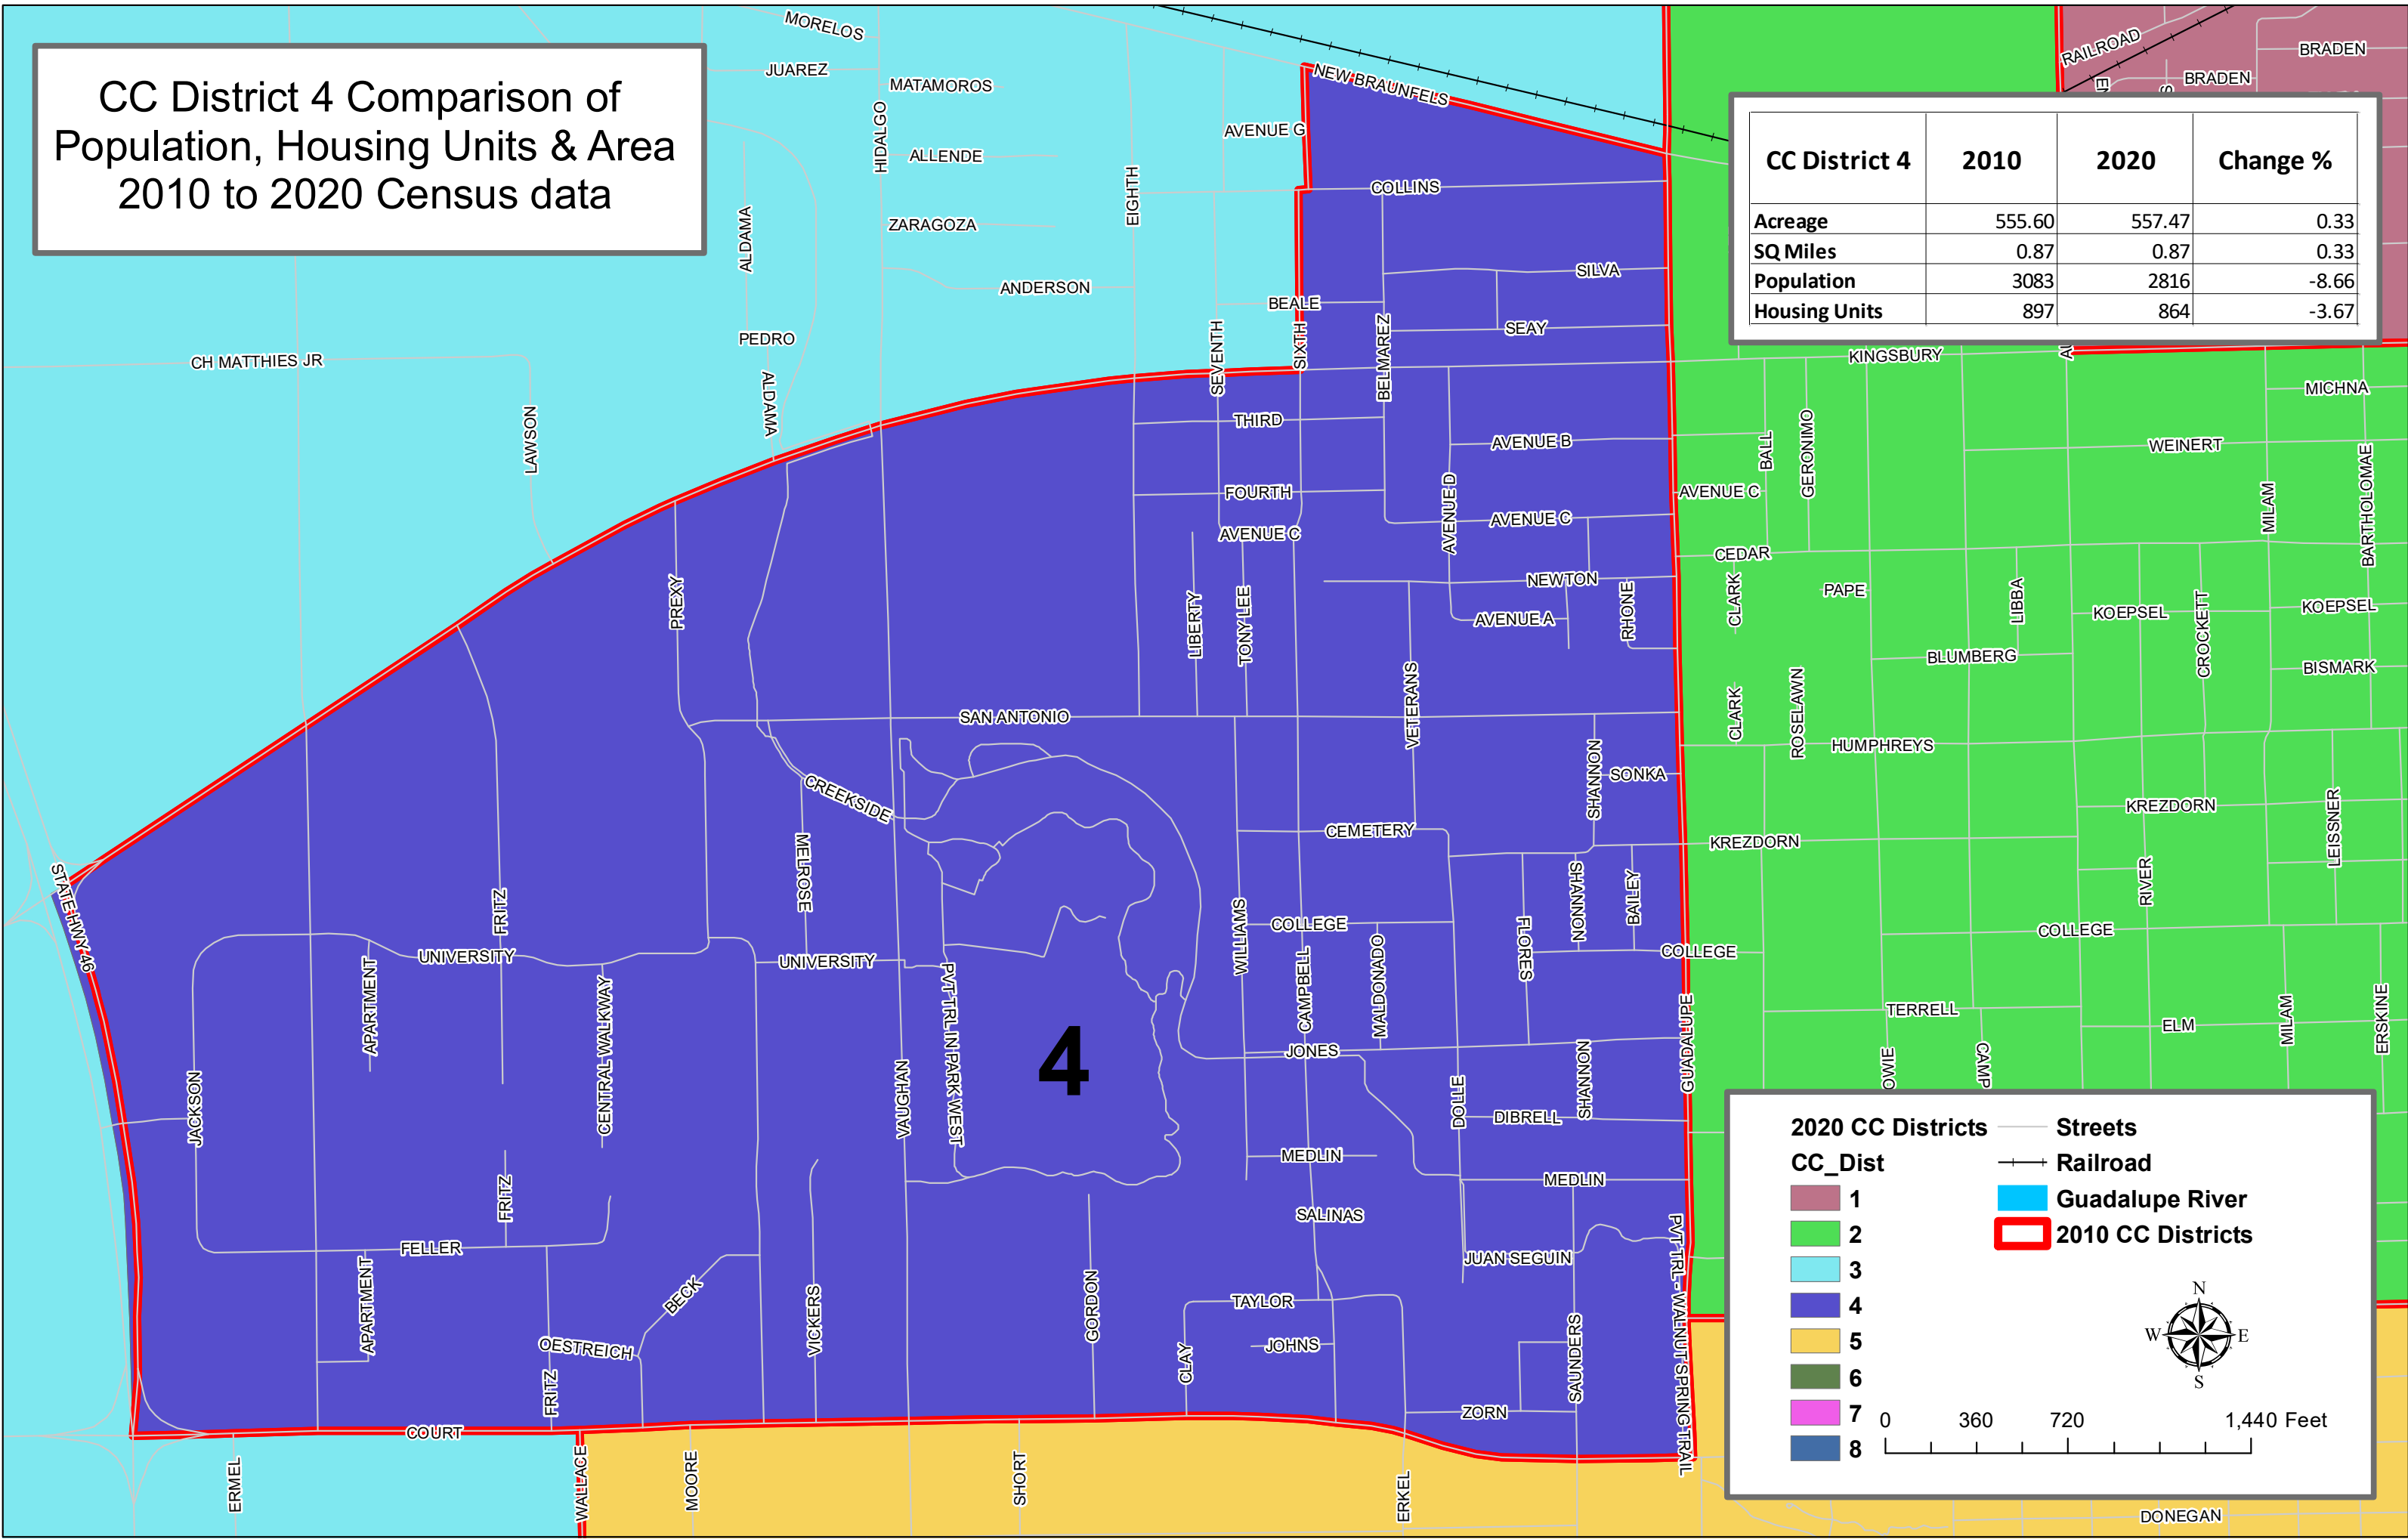 CC District 4 Comparison of
Population, Housing Units & Area
2010 to 2020 Census data
CC District 4 2010 2020 Change %
Acreage 555.60 557.47 0.33
SQ Miles 0.87 0.87 0.33
Population 3083 2816 -8.66
Housing Units 897 864 -3.67
MORELOS
JUAREZ
MATAMOROS
HIDALGO
ALLENDE
ALDAMA
ZARAGOZA
EIGHTH
ANDERSON
PEDRO
ALDAMA
AVENUE G
NEW BRAUNFELS
COLLINS
SILVA
BEALE
SEAY
SEVENTH
SIXTH
BELMAREZ
RAILROAD
BRADEN
BRADEN
KINGSBURY
MICHNA
CH MATTHIES JR
LAWSON
THIRD
AVENUE B
FOURTH
AVENUE C
AVENUE C
AVENUE D
AVENUE C
BALL
GERONIMO
WEINERT
MILAM
BARTHOLOMAE
CEDAR
NEWTON
AVENUE A
RHONE
PREXY
LIBERTY
TONY LEE
CLARK
PAPE
LIBBA
KOEPSEL
CROCKETT
KOEPSEL
BLUMBERG
BISMARK
SAN ANTONIO
VETERANS
CLARK
ROSELAWN
HUMPHREYS
SHANNON
SONKA
CREEKSIDE
KREZDORN
LEISSNER
CEMETERY
KREZDORN
MELROSE
STATE HWY 46
FRITZ
WILLIAMS
COLLEGE
MALDONADO
FLORES
SHANNON
BAILEY
COLLEGE
RIVER
COLLEGE
UNIVERSITY
UNIVERSITY
APARTMENT
CENTRAL WALKWAY
PVT TRL IN PARK WEST
CAMPBELL
GUADALUPE
TERRELL
ELM
MILAM
ERSKINE
JACKSON
VAUGHAN
4
JONES
DOLLE
SHANNON
DIBRELL
CAMP
MEDLIN
MEDLIN
FRITZ
SALINAS
FELLER
JUAN SEGUIN
PVT TRL - WALNUT SPRING TRAIL
APARTMENT
BECK
VICKERS
GORDON
TAYLOR
OESTREICH
CLAY
JOHNS
SAUNDERS
FRITZ
ZORN
COURT
ERMEL
WALLACE
MOORE
SHORT
ERKEL
DONEGAN
2020 CC Districts
CC_Dist
1
2
3
4
5
6
7
8
Streets
Railroad
Guadalupe River
2010 CC Districts
N
W E
S
0 360 720 1,440 Feet